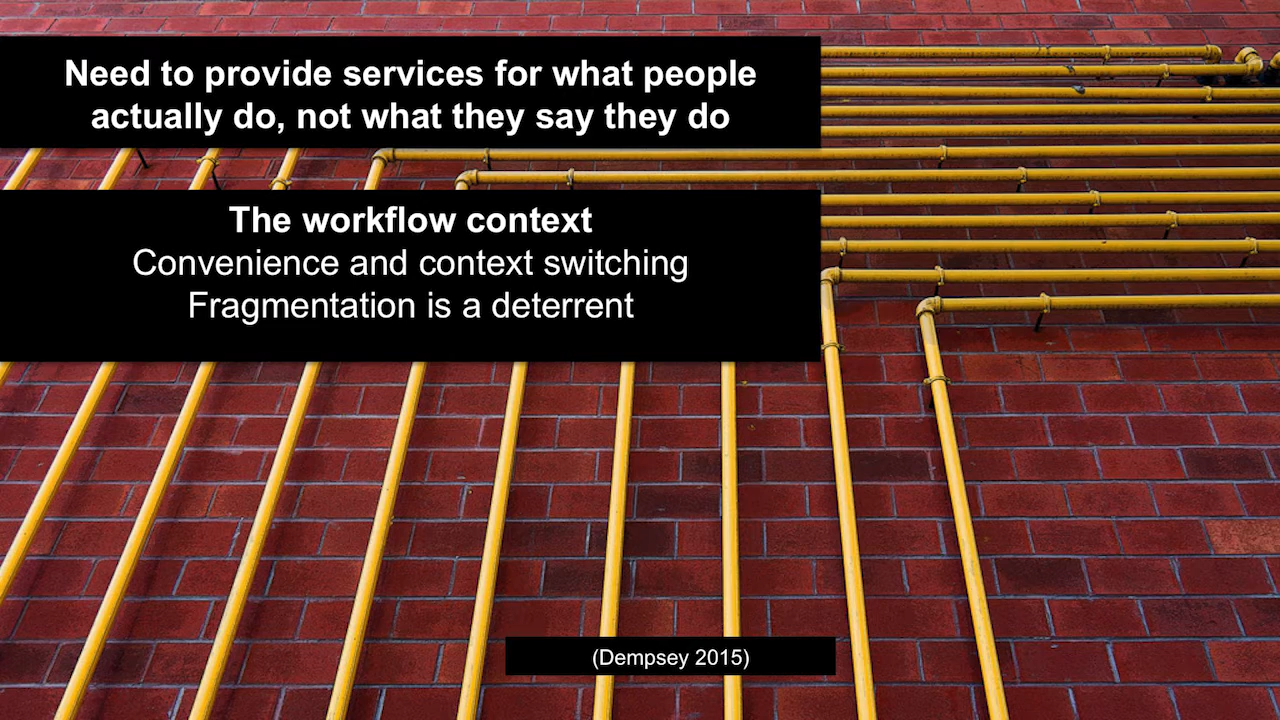 Need to provide services for what people
actually do, not what they say they do
The workflow context
Convenience and context switching
Fragmentation is a deterrent
(Dempsey 2015)